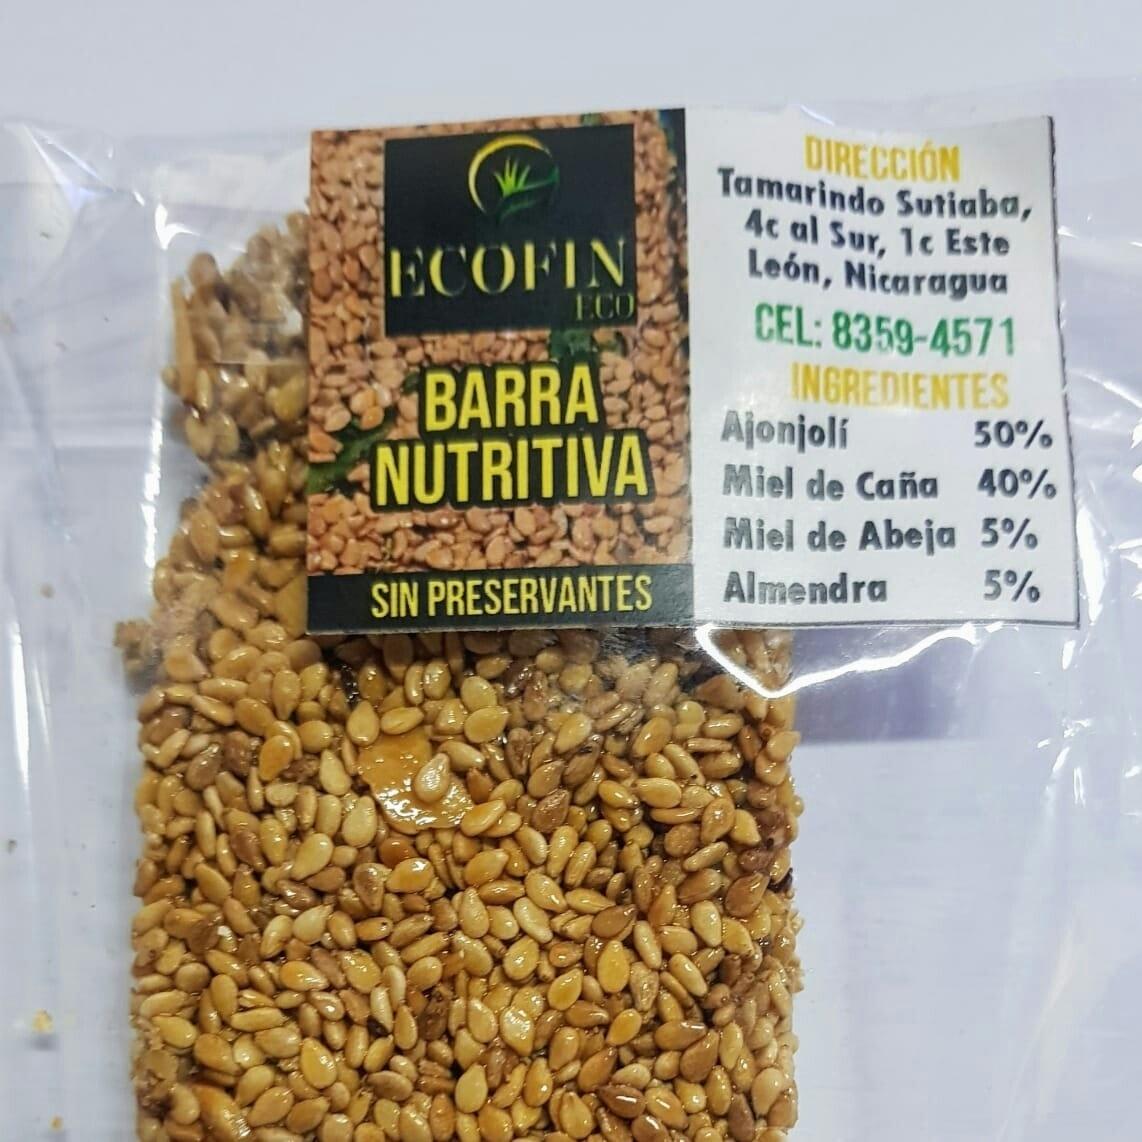 ECOFIN
ECO
BARRA
NUTRITIVA
SIN PRESERVANTES
DIRECCIÓN
Tamarindo Sutiaba,
4c al Sur, 1c Este
León, Nicaragua
CEL: 8359-4571
INGREDIENTES
Ajonjolí 50%
Miel de Caña 40%
Miel de Abeja 5%
Almendra 5%